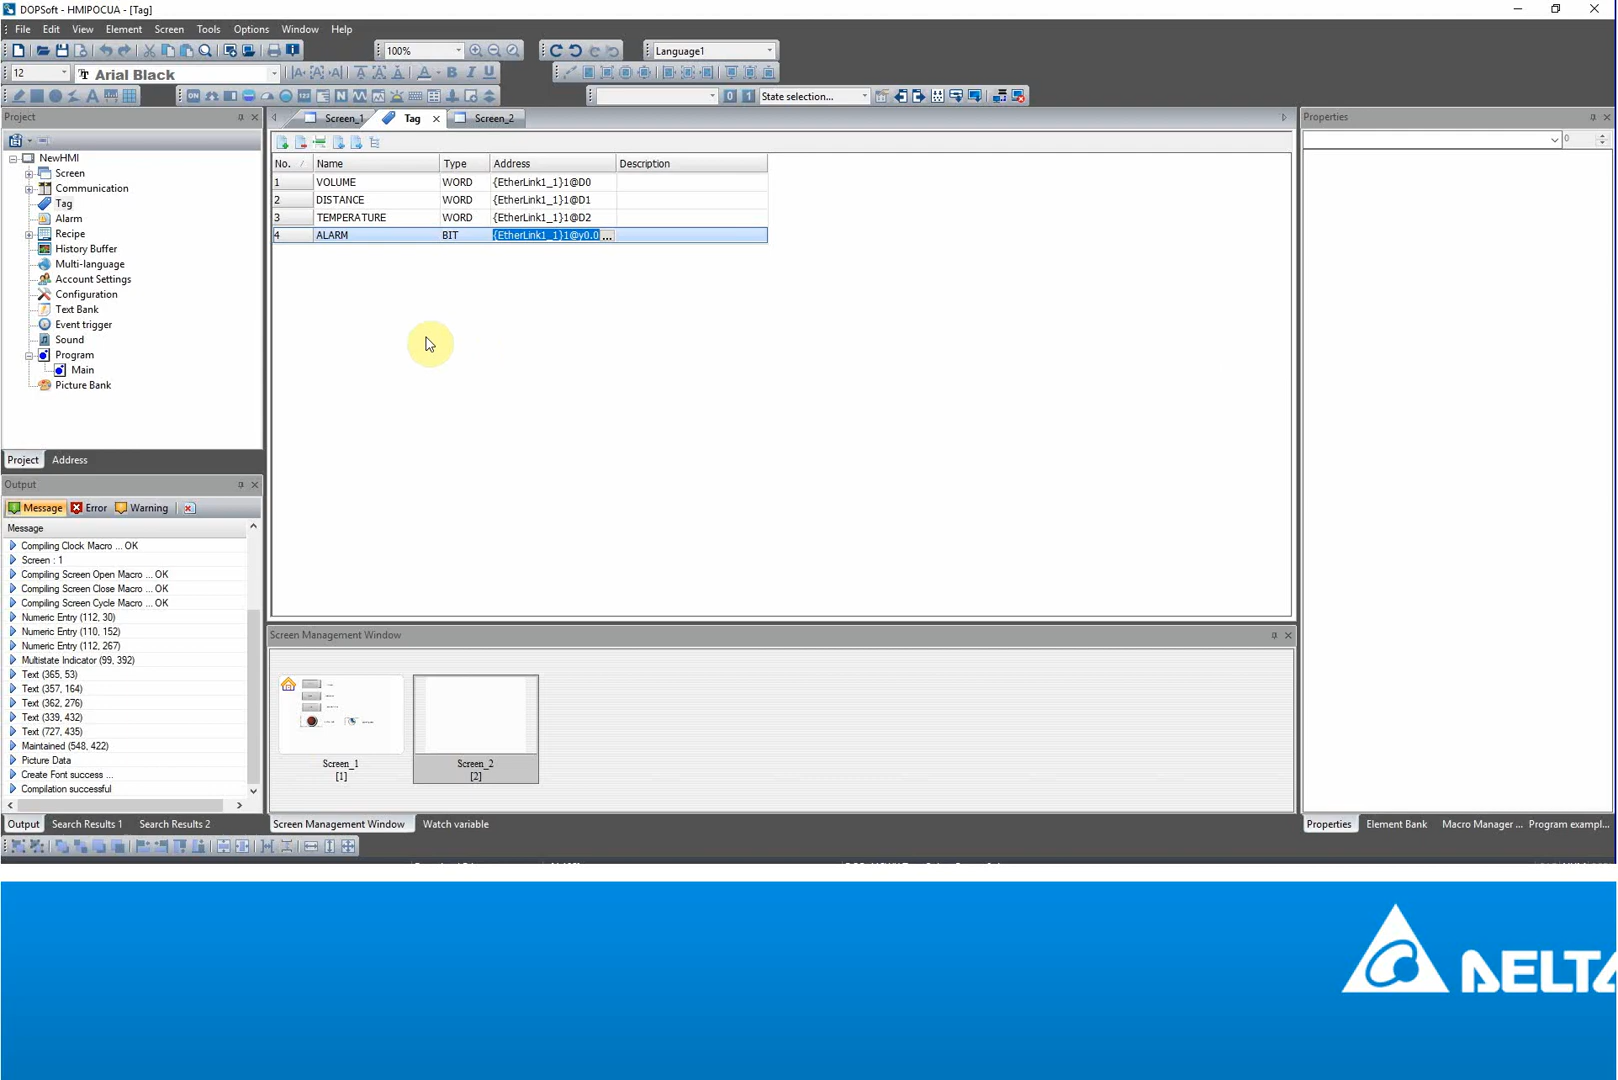 DOPSoft - HMIPOCUA - [Tag]
File Edit View Element Screen Tools Options Window Help
100% Language1
12 Arial Black
State selection...
Project
Screen_1 Tag Screen_2
Properties
0
NewHMI
Screen
Communication
Tag
Alarm
Recipe
History Buffer
Multi-language
Account Settings
Configuration
Text Bank
Event trigger
Sound
Program
Main
Picture Bank
Project Address
No. Name Type Address Description
1 VOLUME WORD {EtherLink1_1}1@D0
2 DISTANCE WORD {EtherLink1_1}1@D1
3 TEMPERATURE WORD {EtherLink1_1}1@D2
4 ALARM BIT {EtherLink1_1}1@y0.0 ...
Output
Message Error Warning
Message
Compiling Clock Macro ... OK
Screen : 1
Compiling Screen Open Macro ... OK
Compiling Screen Close Macro ... OK
Compiling Screen Cycle Macro ... OK
Numeric Entry (112, 30)
Numeric Entry (110, 152)
Numeric Entry (112, 267)
Multistate Indicator (99, 392)
Text (365, 53)
Text (357, 164)
Text (362, 276)
Text (339, 432)
Text (727, 435)
Maintained (548, 422)
Picture Data
Create Font success ...
Compilation successful
Output Search Results 1 Search Results 2
Screen Management Window
Screen_1
[1]
Screen_2
[2]
Screen Management Window Watch variable
Properties Element Bank Macro Manager ... Program exampl...
DELTA